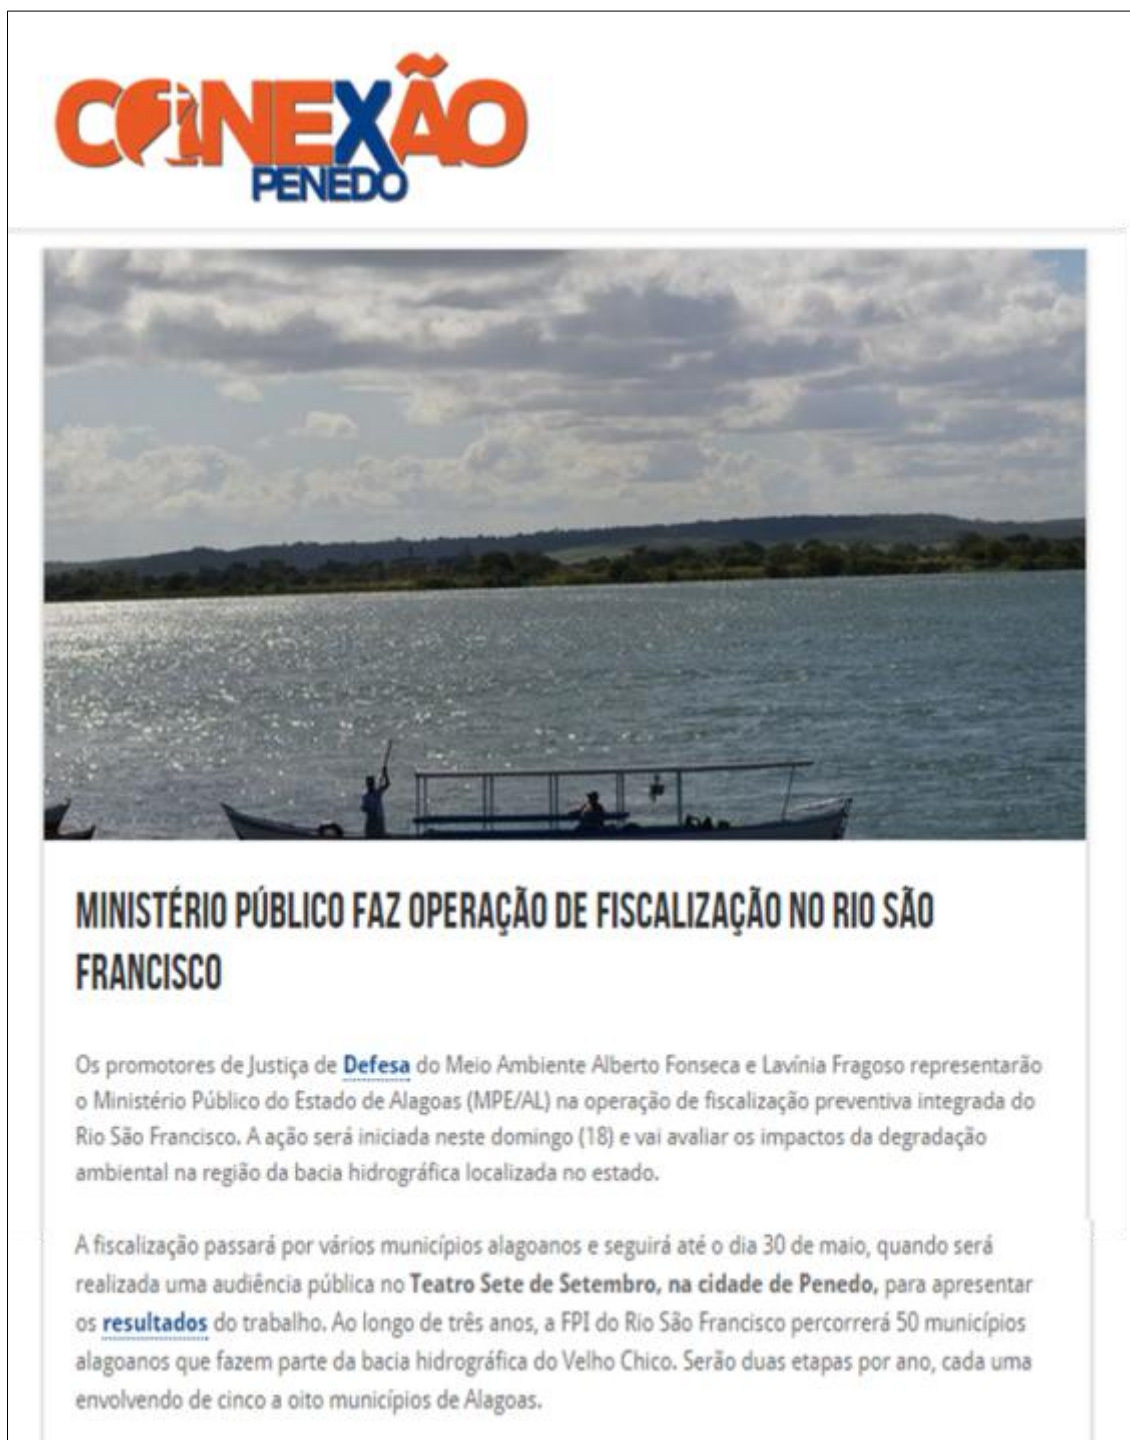 CONEXÃO
PENEDO
MINISTÉRIO PÚBLICO FAZ OPERAÇÃO DE FISCALIZAÇÃO NO RIO SÃO
FRANCISCO
Os promotores de Justiça de Defesa do Meio Ambiente Alberto Fonseca e Lavínia Fragoso representarão
o Ministério Público do Estado de Alagoas (MPE/AL) na operação de fiscalização preventiva integrada do
Rio São Francisco. A ação será iniciada neste domingo (18) e vai avaliar os impactos da degradação
ambiental na região da bacia hidrográfica localizada no estado.
A fiscalização passará por vários municípios alagoanos e seguirá até o dia 30 de maio, quando será
realizada uma audiência pública no Teatro Sete de Setembro, na cidade de Penedo, para apresentar
os resultados do trabalho. Ao longo de três anos, a FPI do Rio São Francisco percorrerá 50 municípios
alagoanos que fazem parte da bacia hidrográfica do Velho Chico. Serão duas etapas por ano, cada uma
envolvendo de cinco a oito municípios de Alagoas.